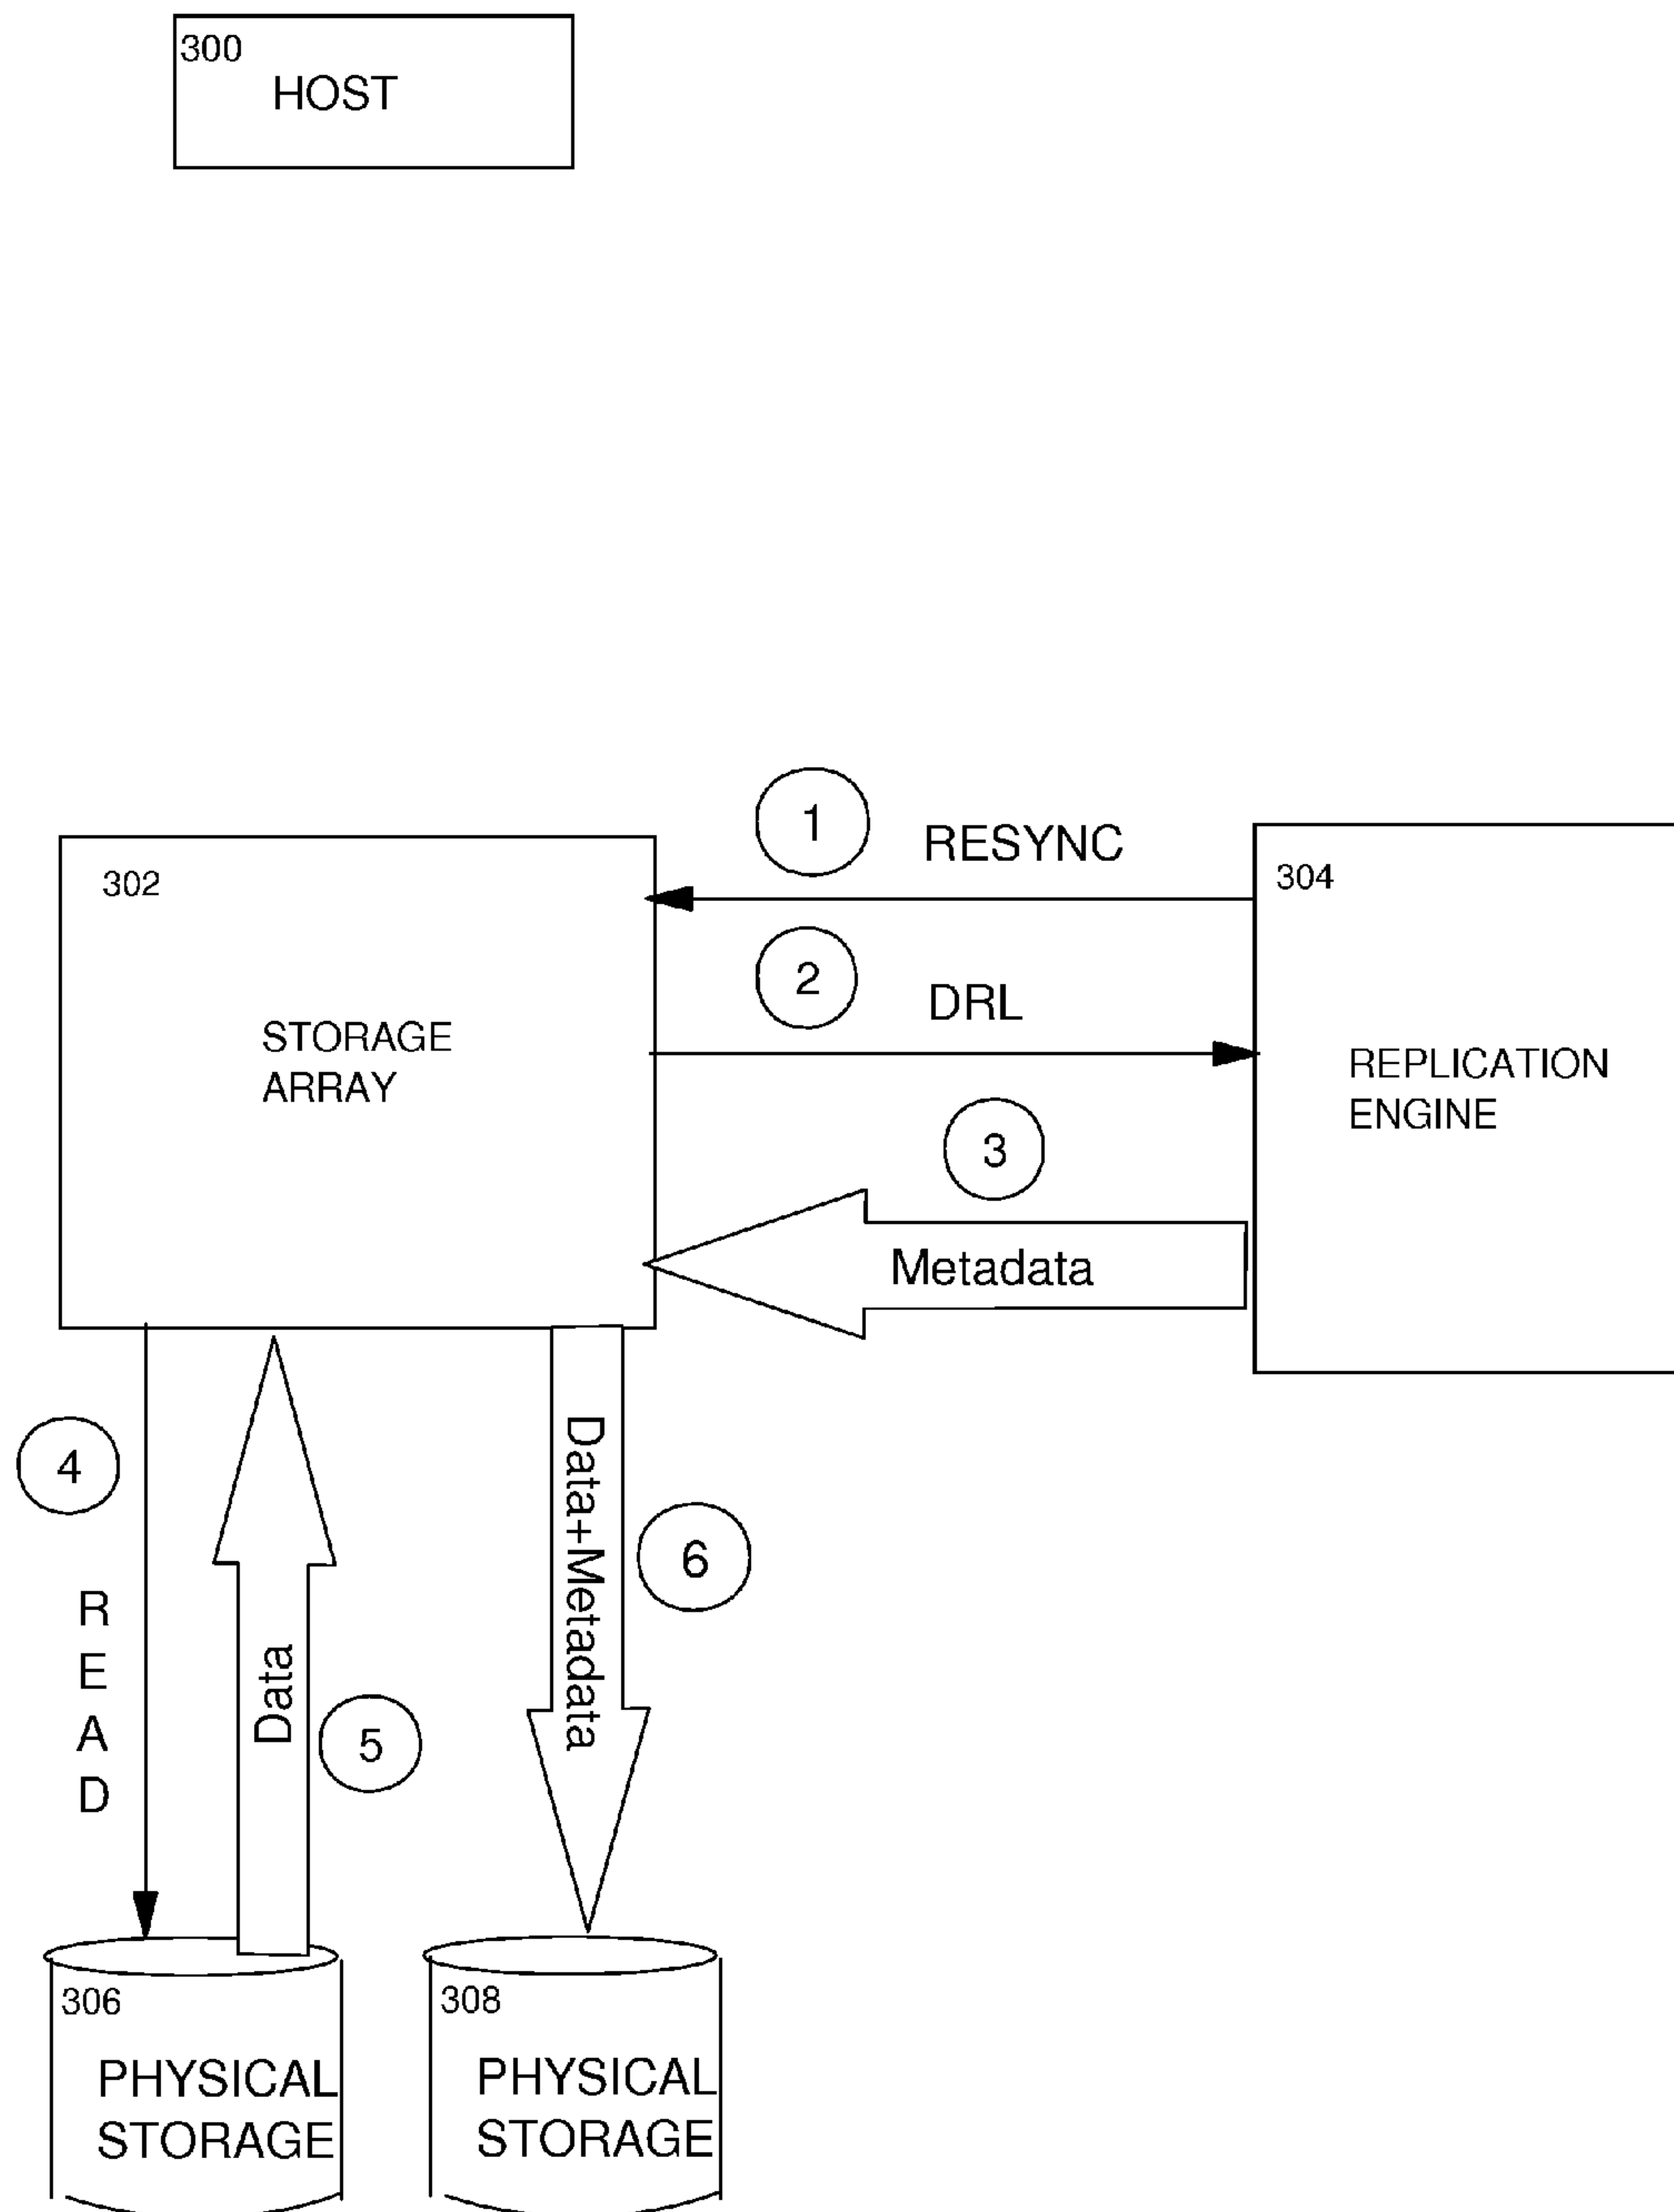 300
HOST
1
RESYNC
302
304
2
DRL
STORAGE
ARRAY
REPLICATION
ENGINE
3
Metadata
4
READ
Data
5
Data+Metadata
6
306
PHYSICAL
STORAGE
308
PHYSICAL
STORAGE